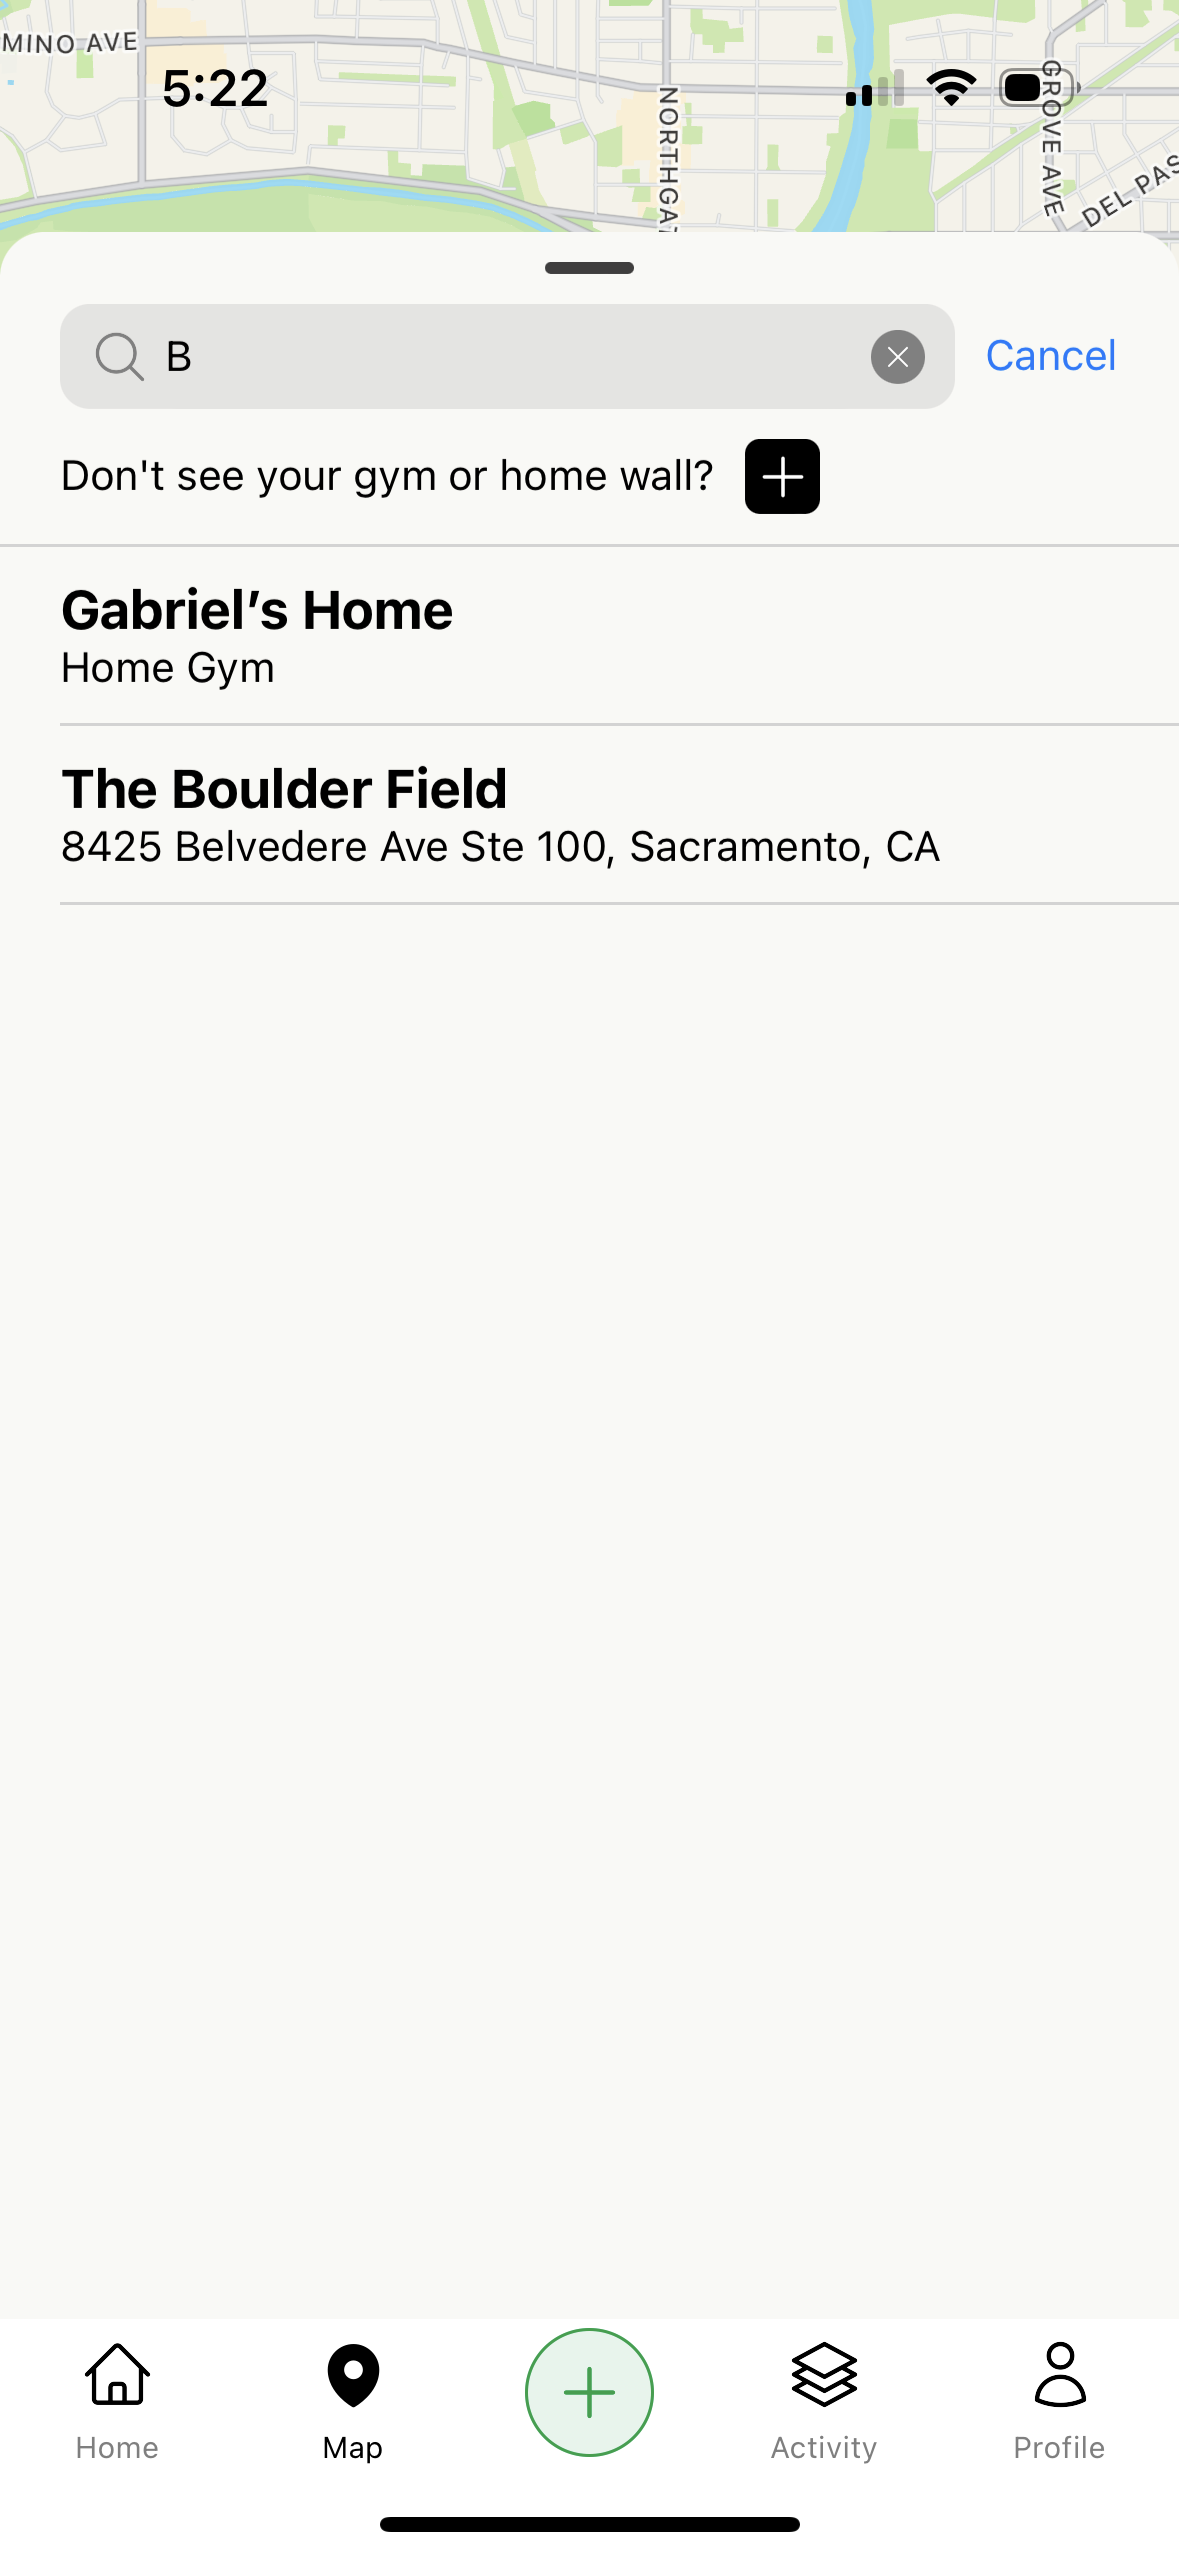 MINO AVE
5:22
GROVE AVE
DEL PAS
NORTHGAT
B
Cancel
Don't see your gym or home wall?
Gabriel’s Home
Home Gym
The Boulder Field
8425 Belvedere Ave Ste 100, Sacramento, CA
Home
Map
Activity
Profile